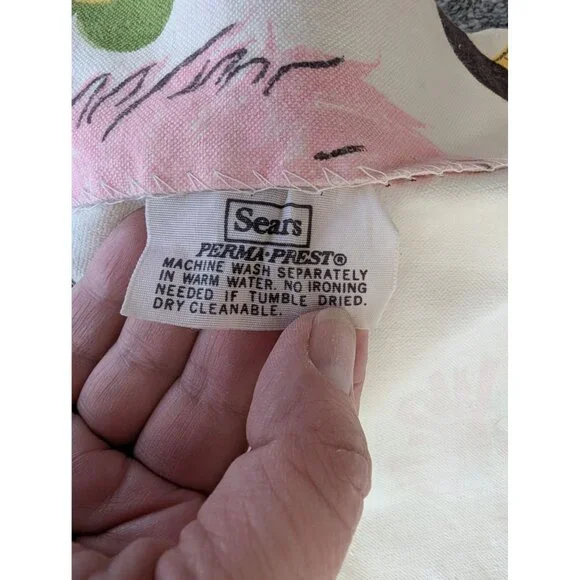 Sears
PERMA·PREST®
MACHINE WASH SEPARATELY
IN WARM WATER. NO IRONING
NEEDED IF TUMBLE DRIED.
DRY CLEANABLE.